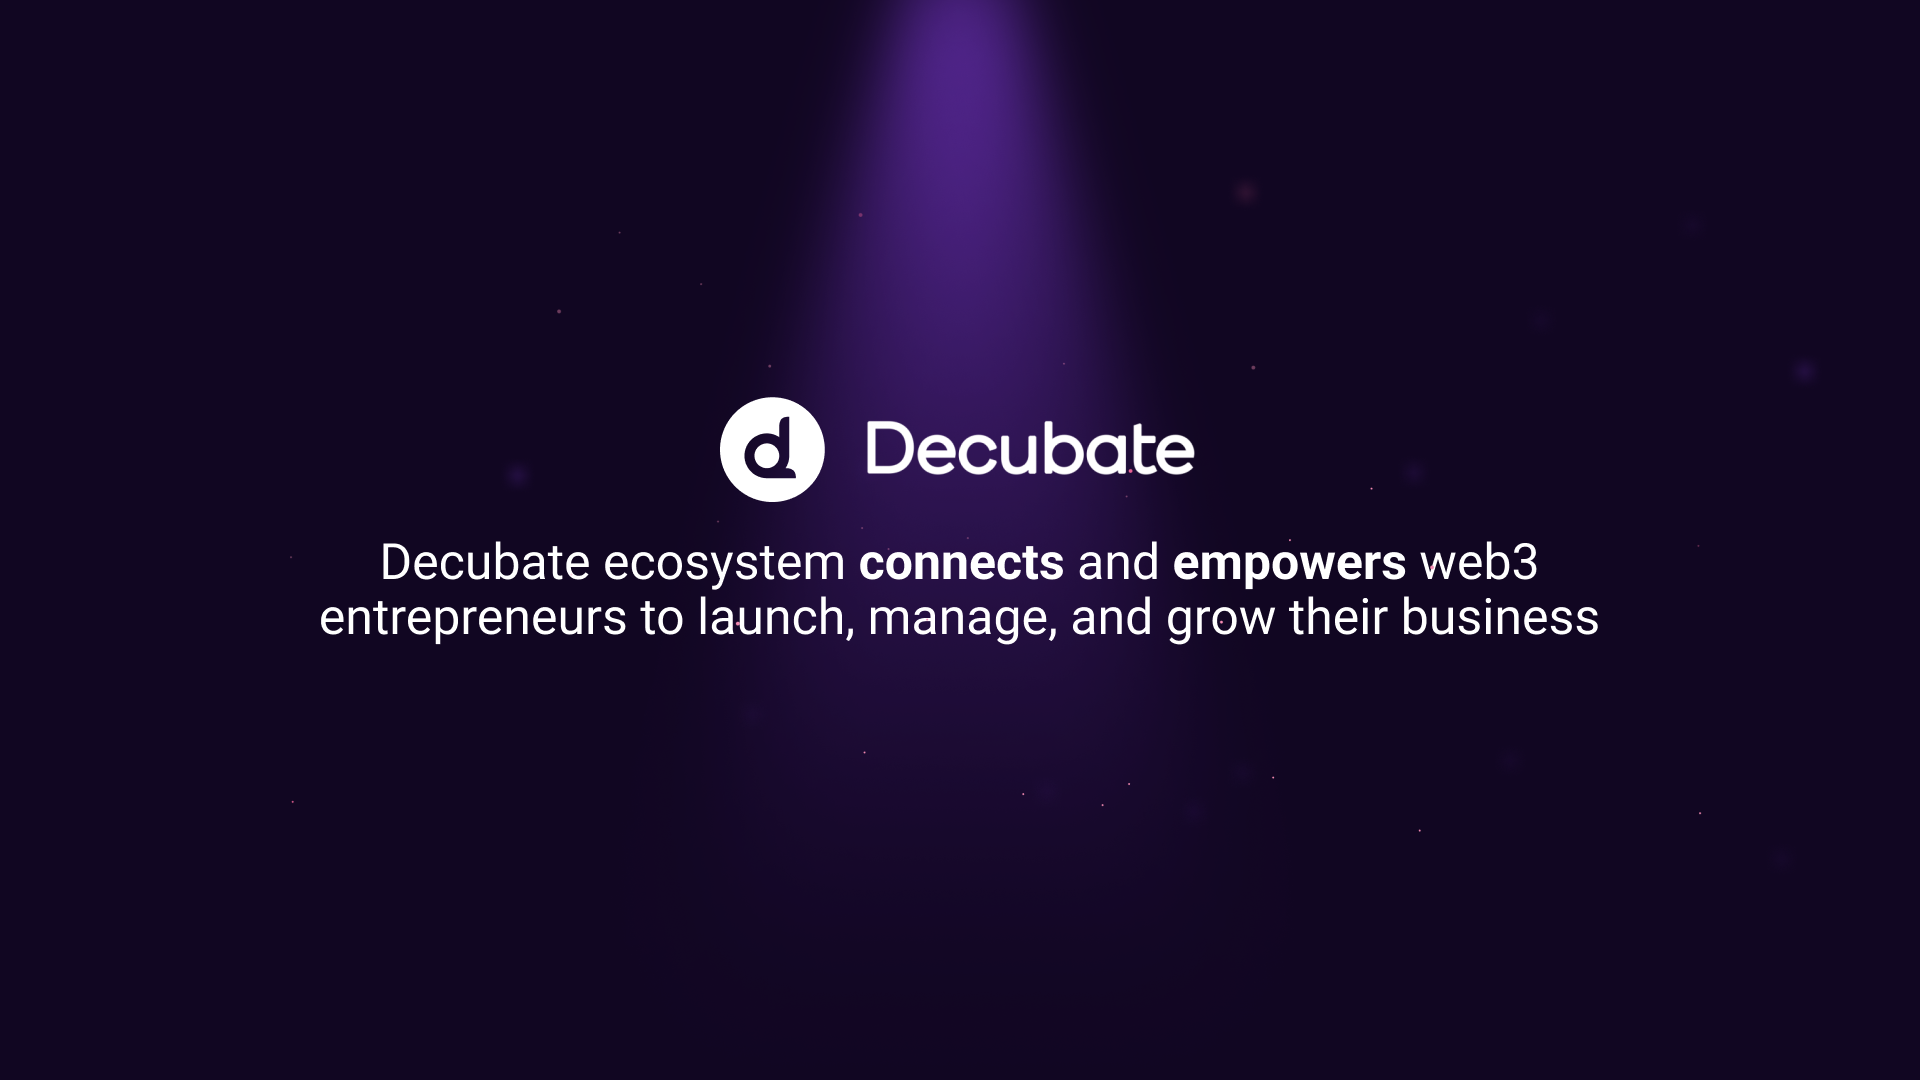 Decubate
Decubate ecosystem connects and empowers web3
entrepreneurs to launch, manage, and grow their business